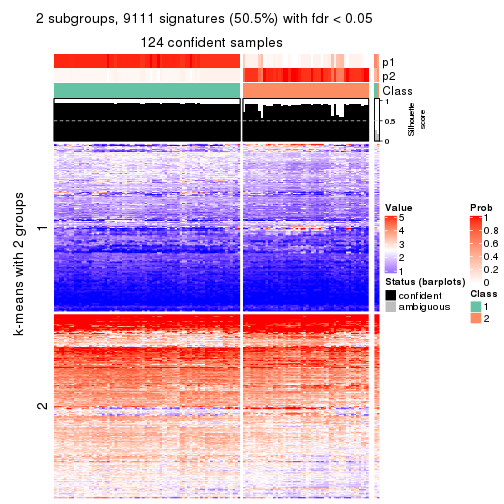 2 subgroups, 9111 signatures (50.5%) with fdr < 0.05
124 confident samples
p1
p2
Class
1
0.5
0
Silhouette
score
k-means with 2 groups
1
2
Value
5
4
3
2
1
Status (barplots)
confident
ambiguous
Prob
1
0.8
0.6
0.4
0.2
0
Class
1
2